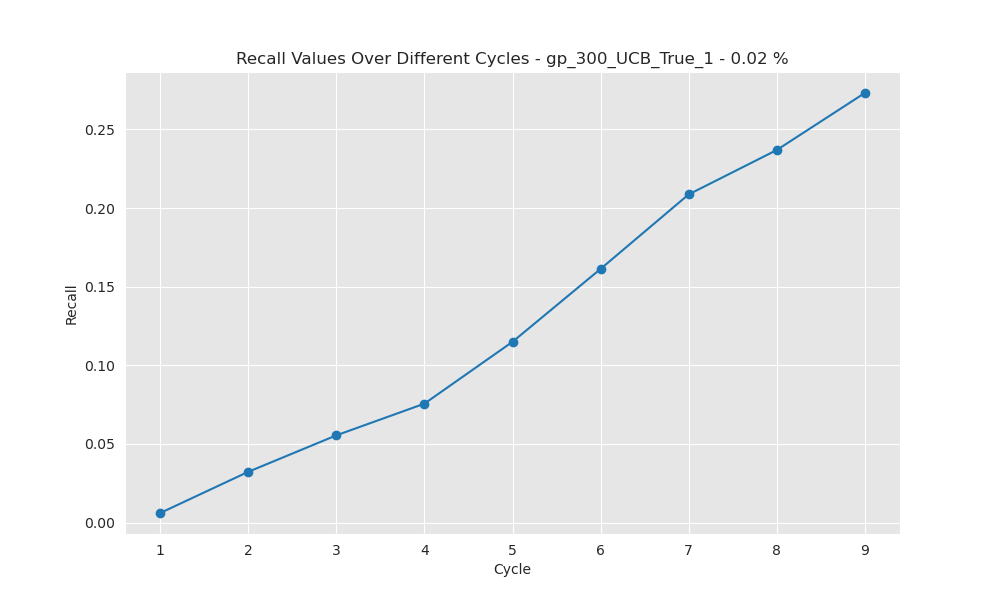 Recall Values Over Different Cycles - gp_300_UCB_True_1 - 0.02 %
0.25
0.20
0.15
0.10
0.05
0.00
Recall
1 2 3 4 5 6 7 8 9
Cycle